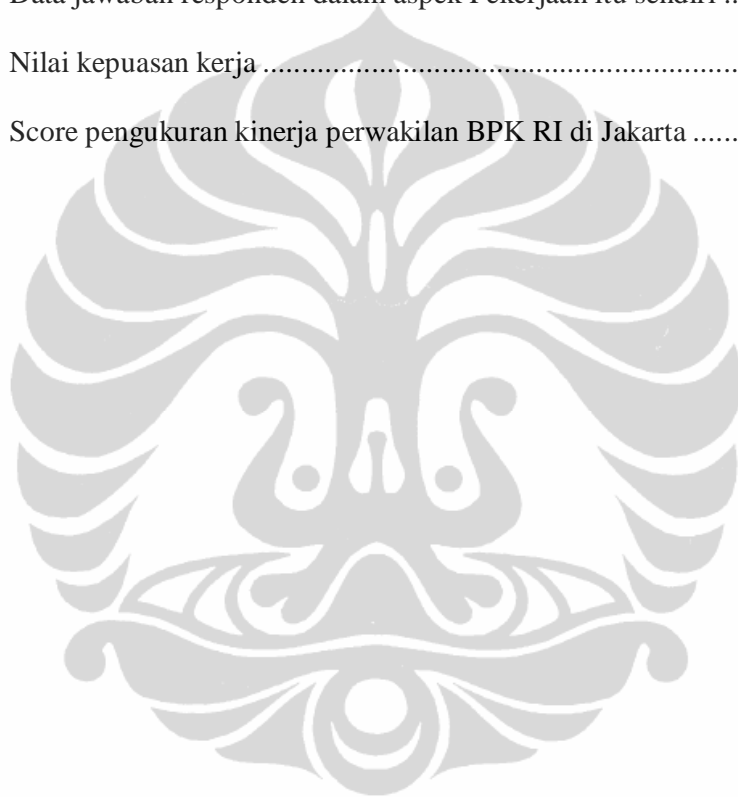 Data jawaban responden dalam aspek Pekerjaan itu sendiri ..
Nilai kepuasan kerja ..............................................................
Score pengukuran kinerja perwakilan BPK RI di Jakarta ......